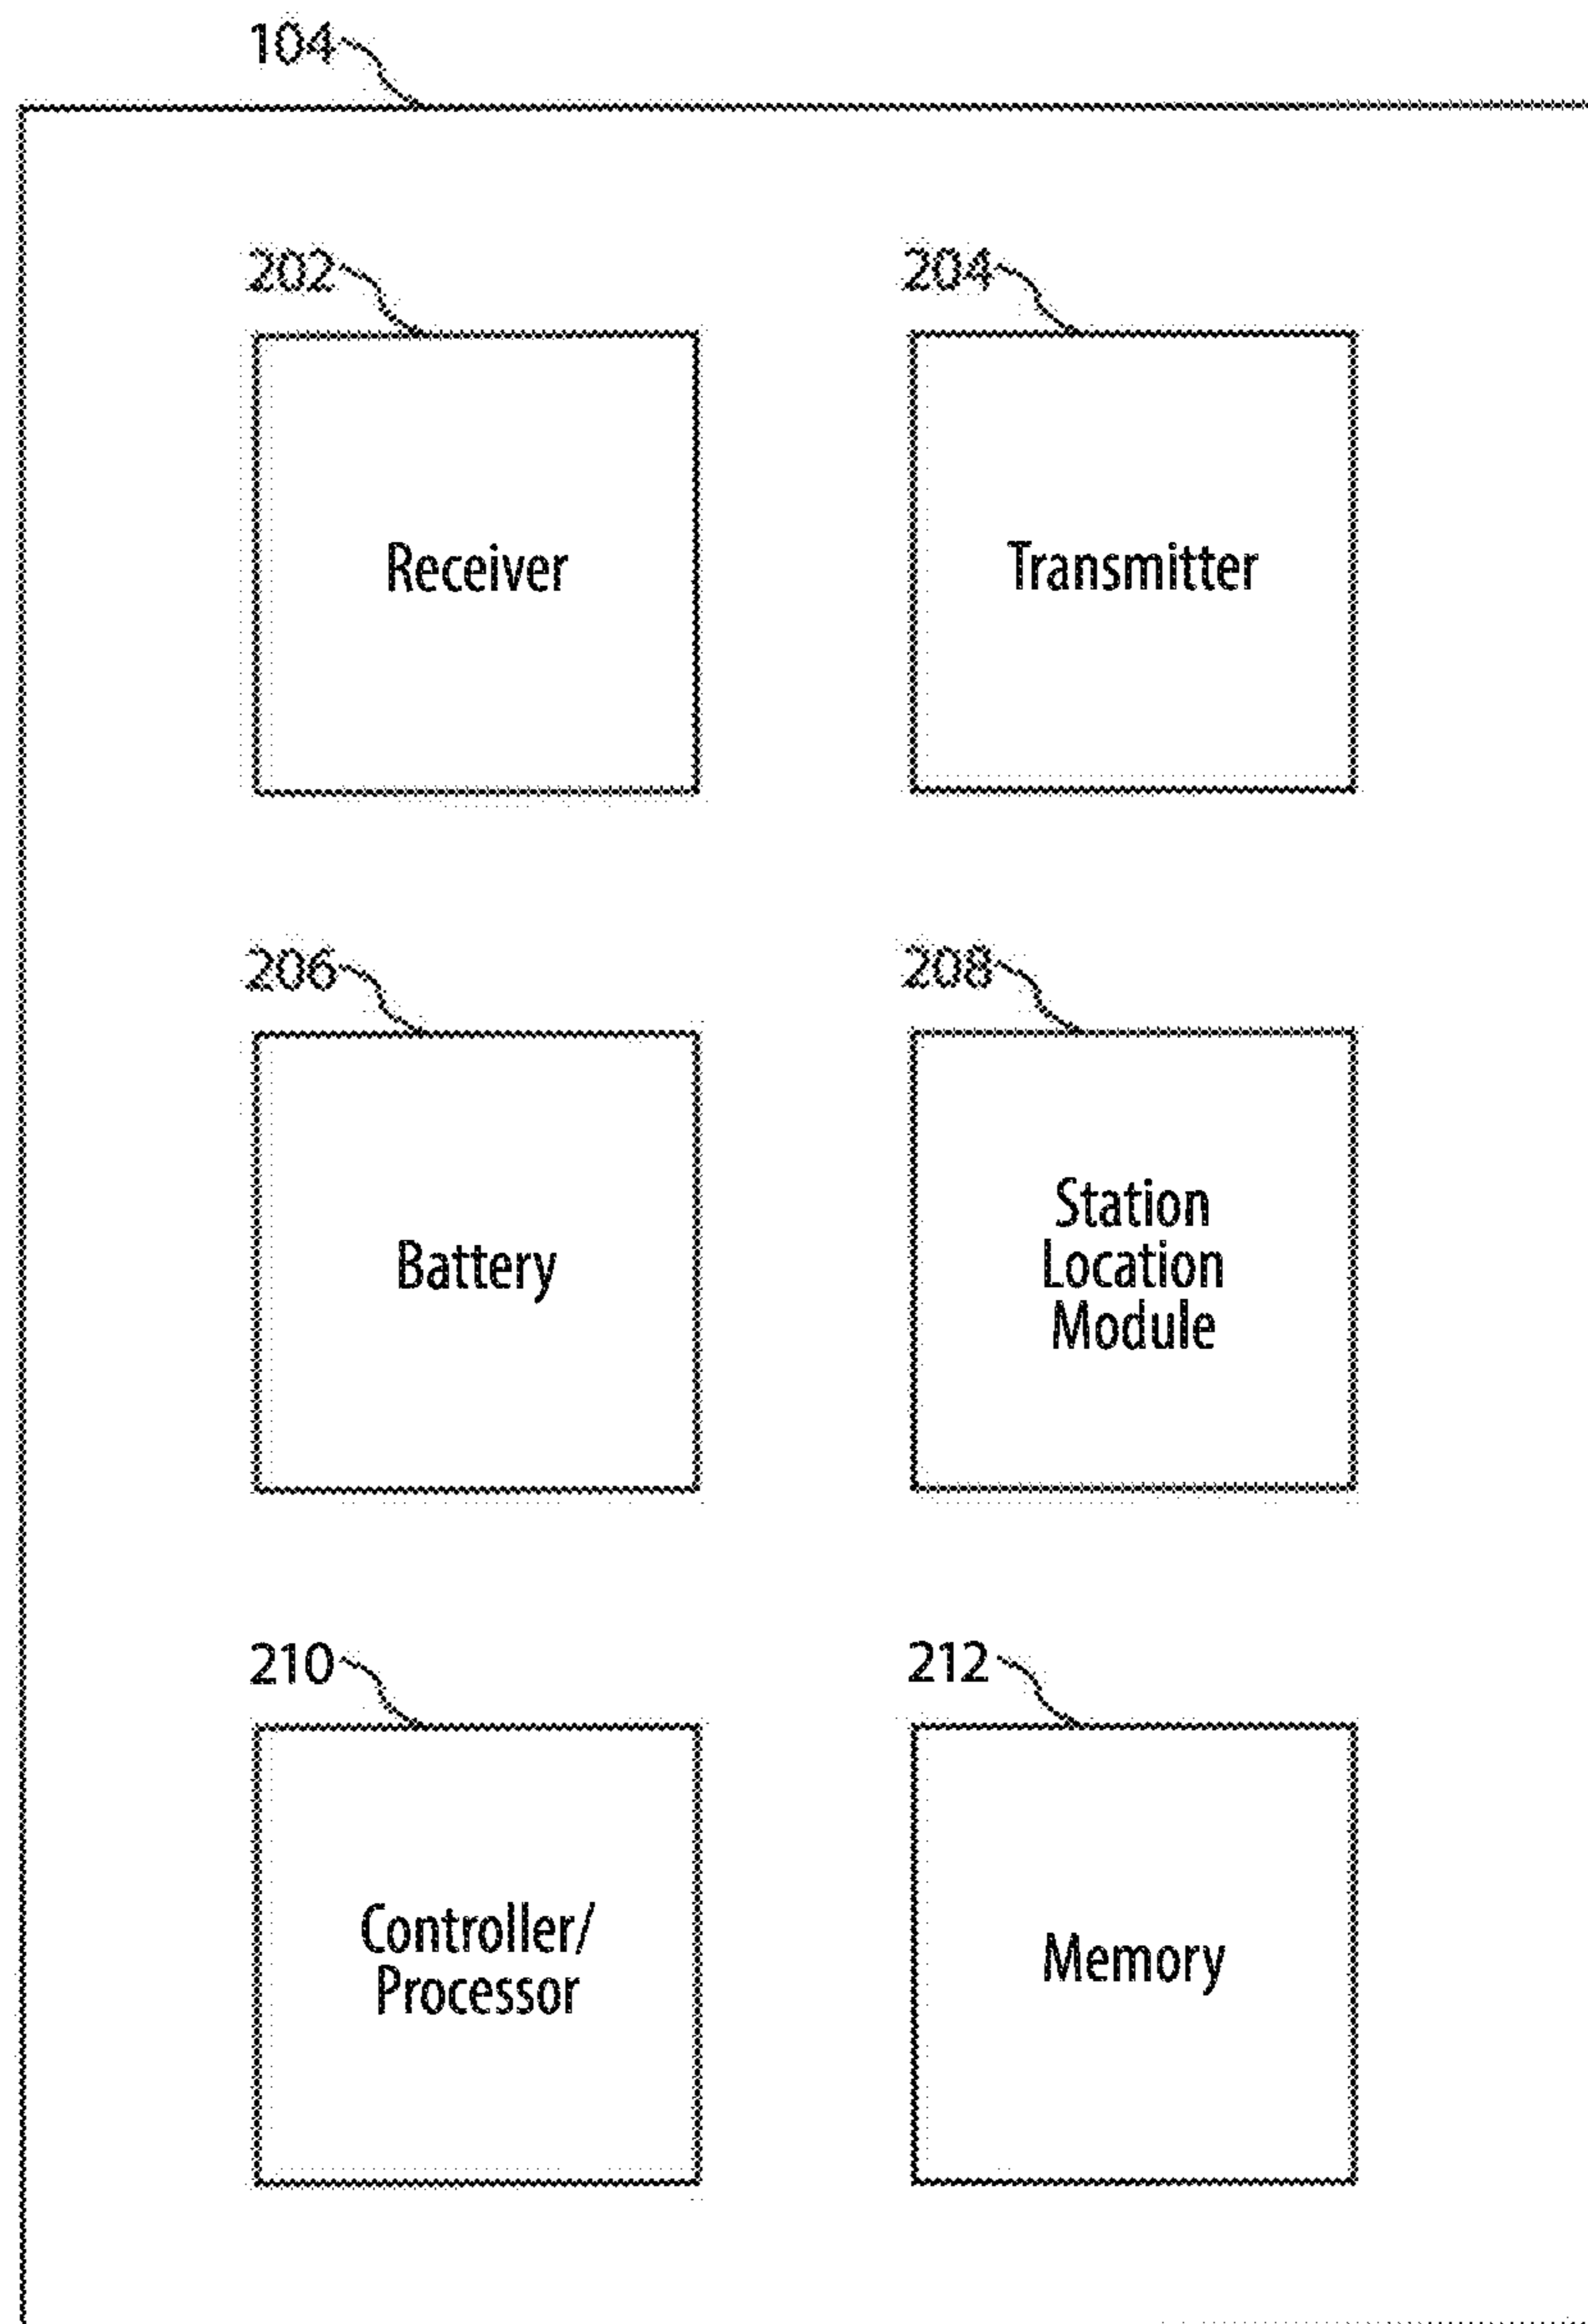 104
202
204
Receiver
Transmitter
206
208
Battery
Station
Location
Module
210
212
Controller/
Processor
Memory